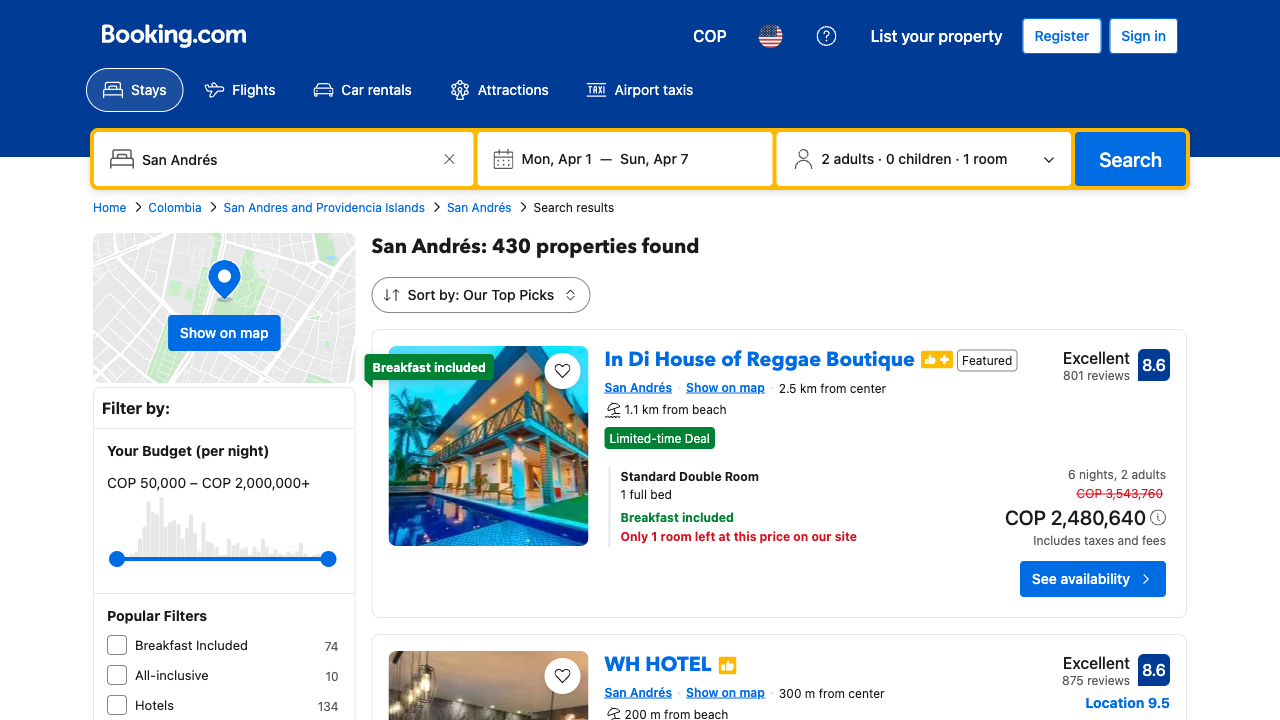 Booking.com
COP
List your property
Register
Sign in
Stays
Flights
Car rentals
Attractions
TAXI
Airport taxis
San Andrés
Mon, Apr 1 — Sun, Apr 7
2 adults · 0 children · 1 room
Search
Home
Colombia
San Andres and Providencia Islands
San Andrés
Search results
Show on map
Filter by:
Your Budget (per night)
COP 50,000 – COP 2,000,000+
Popular Filters
Breakfast Included 74
All-inclusive 10
Hotels 134
San Andrés: 430 properties found
Sort by: Our Top Picks
Breakfast included
In Di House of Reggae Boutique
Featured
San Andrés · Show on map · 2.5 km from center
1.1 km from beach
Limited-time Deal
Standard Double Room
1 full bed
Breakfast included
Only 1 room left at this price on our site
Excellent
801 reviews
8.6
6 nights, 2 adults
COP 3,543,760
COP 2,480,640
Includes taxes and fees
See availability
WH HOTEL
San Andrés · Show on map · 300 m from center
200 m from beach
Excellent
875 reviews
8.6
Location 9.5